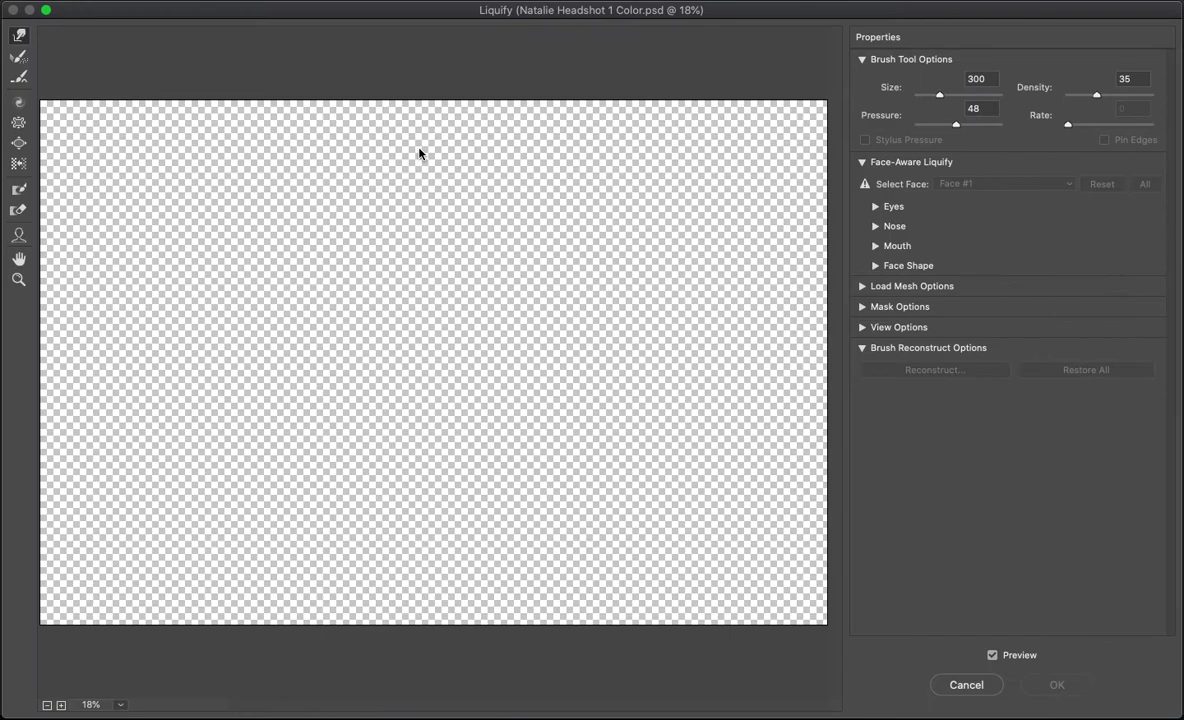 Liquify (Natalie Headshot 1 Color.psd @ 18%)
Properties
Brush Tool Options
Size: 300 Density: 35
Pressure: 48 Rate: 0
Stylus Pressure Pin Edges
Face-Aware Liquify
Select Face: Face #1 Reset All
Eyes
Nose
Mouth
Face Shape
Load Mesh Options
Mask Options
View Options
Brush Reconstruct Options
Reconstruct... Restore All
Preview
Cancel OK
18%